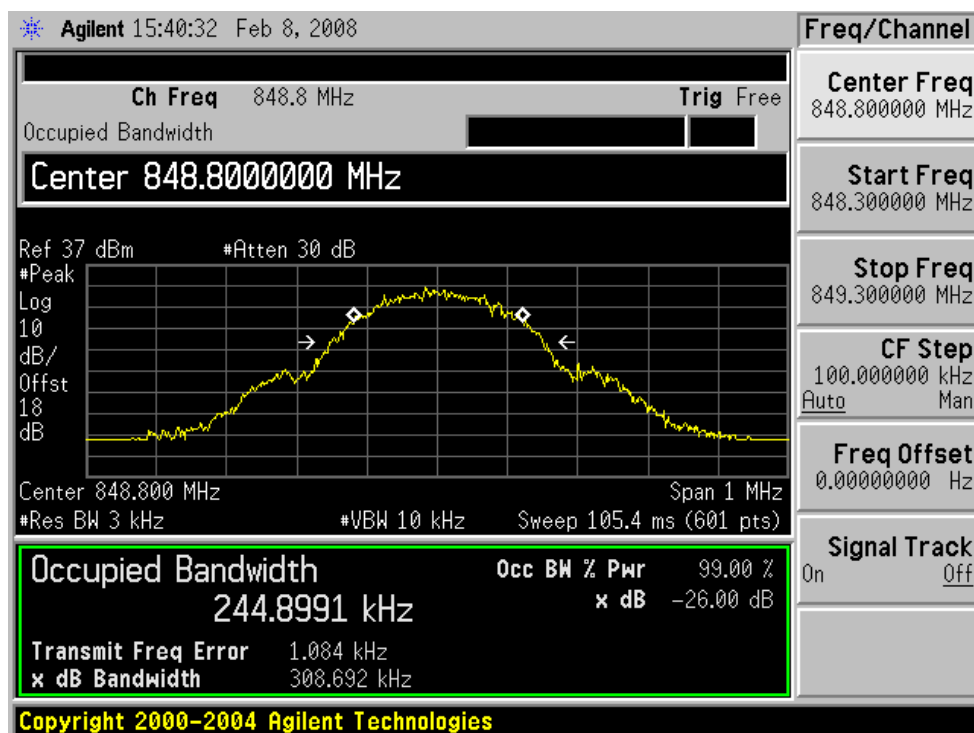 Agilent 15:40:32 Feb 8, 2008
Freq/Channel
Ch Freq 848.8 MHz Trig Free
Occupied Bandwidth
Center 848.8000000 MHz
Ref 37 dBm #Atten 30 dB
#Peak
Log
10
dB/
Offst
18
dB
Center 848.800 MHz Span 1 MHz
#Res BW 3 kHz #VBW 10 kHz Sweep 105.4 ms (601 pts)
Occupied Bandwidth
244.8991 kHz
Occ BW % Pwr 99.00 %
x dB -26.00 dB
Transmit Freq Error 1.084 kHz
x dB Bandwidth 308.692 kHz
Center Freq
848.800000 MHz
Start Freq
848.300000 MHz
Stop Freq
849.300000 MHz
CF Step
100.000000 kHz
Auto Man
Freq Offset
0.00000000 Hz
Signal Track
On Off
Copyright 2000-2004 Agilent Technologies